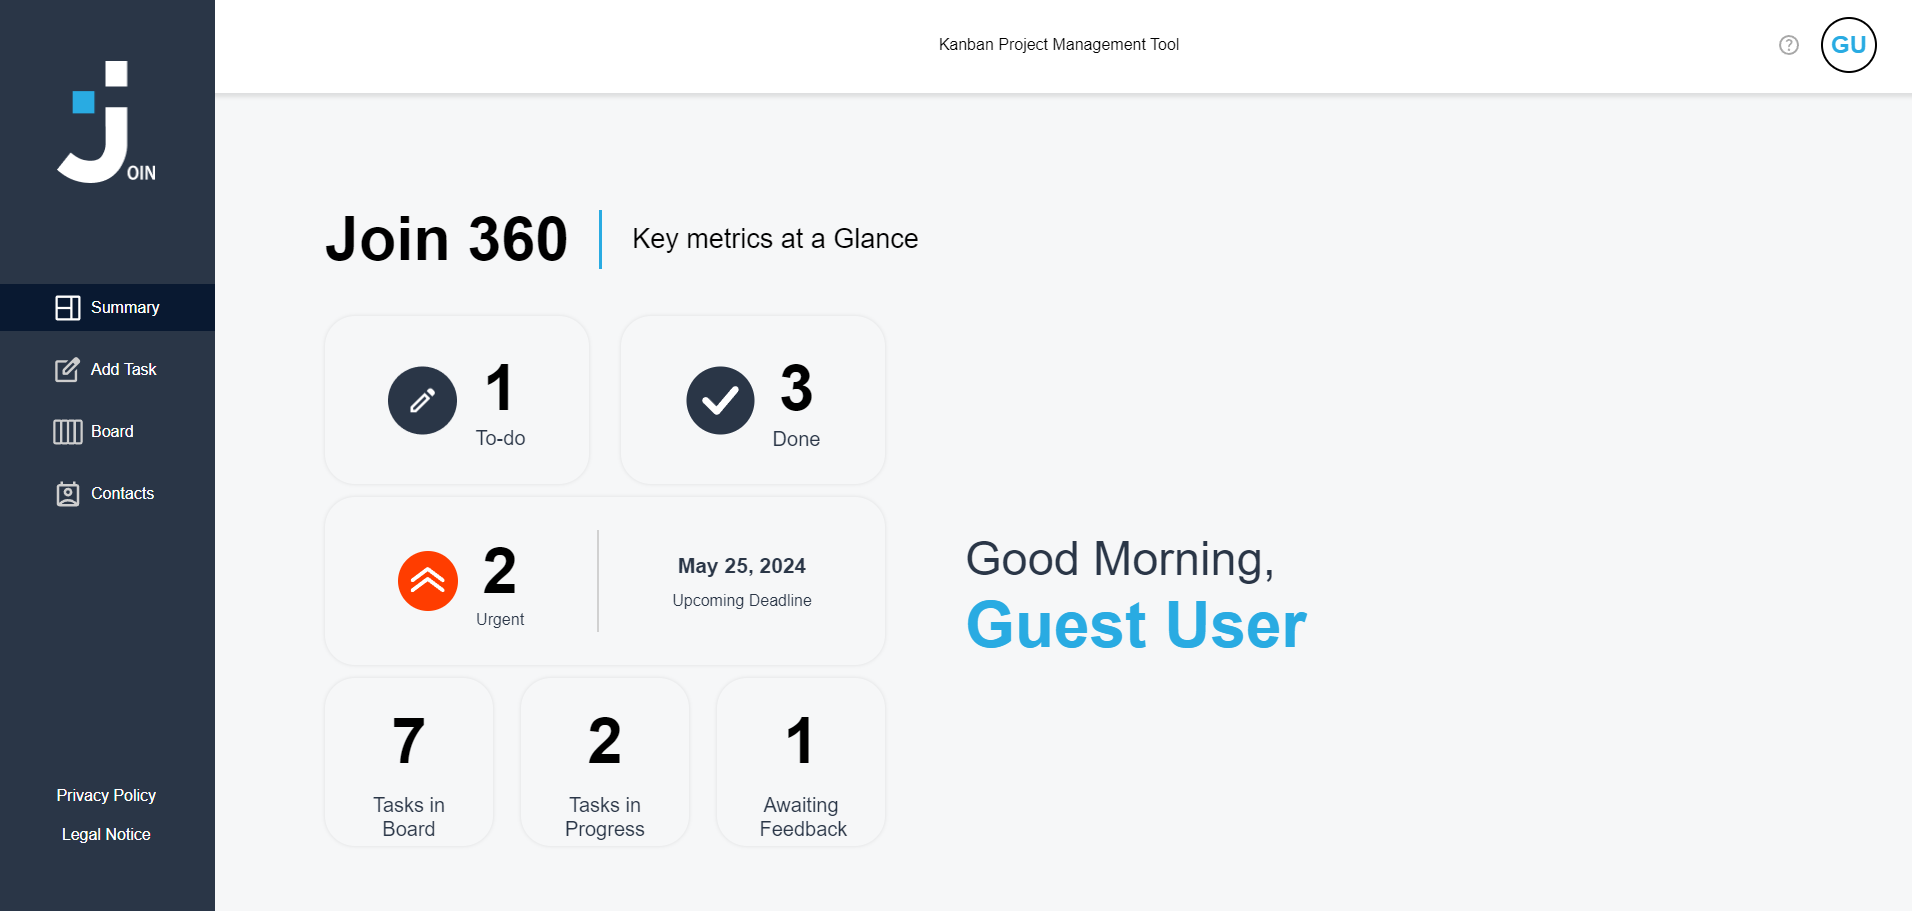 OIN
Summary
Add Task
Board
Contacts
Privacy Policy
Legal Notice
Kanban Project Management Tool
?
GU
Join 360
Key metrics at a Glance
1
To-do
3
Done
2
Urgent
May 25, 2024
Upcoming Deadline
7
Tasks in
Board
2
Tasks in
Progress
1
Awaiting
Feedback
Good Morning,
Guest User